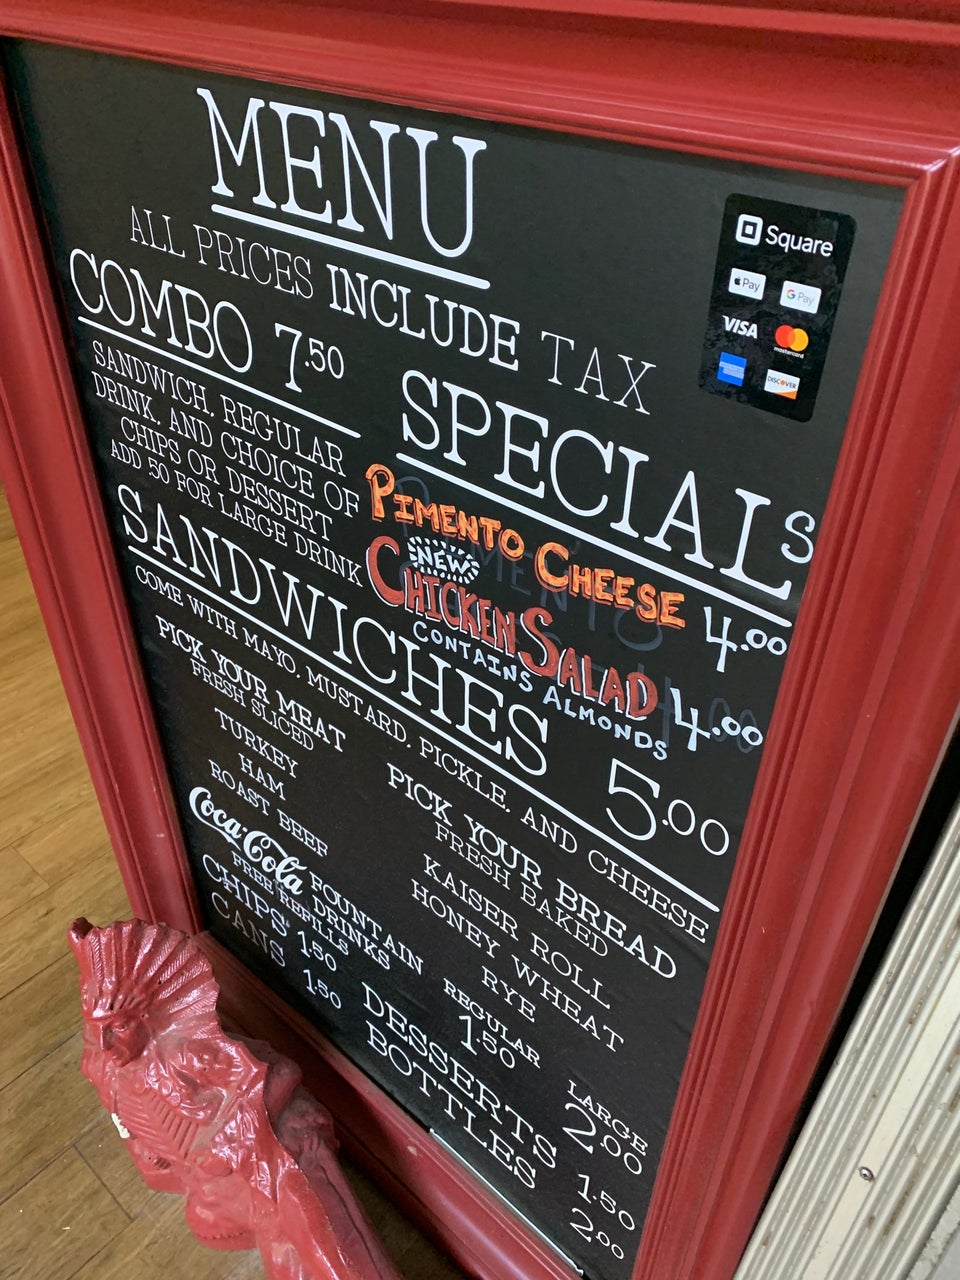 MENU
ALL PRICES INCLUDE TAX
Square
Pay
G Pay
VISA
mastercard
DISCOVER
COMBO 7.50
SANDWICH, REGULAR
DRINK, AND CHOICE OF
CHIPS OR DESSERT
ADD .50 FOR LARGE DRINK
SPECIALS
PIMENTO CHEESE 4.00
NEW
CHICKEN SALAD 4.00
CONTAINS ALMONDS
SANDWICHES 5.00
COME WITH MAYO, MUSTARD, PICKLE, AND CHEESE
PICK YOUR MEAT
FRESH SLICED
TURKEY
HAM
ROAST BEEF
PICK YOUR BREAD
FRESH BAKED
KAISER ROLL
HONEY WHEAT
RYE
Coca-Cola FOUNTAIN DRINKS
FREE REFILLS
REGULAR 1.50
LARGE 2.00
CHIPS 1.50
CANS 1.50
DESSERTS 1.50
BOTTLES 2.00